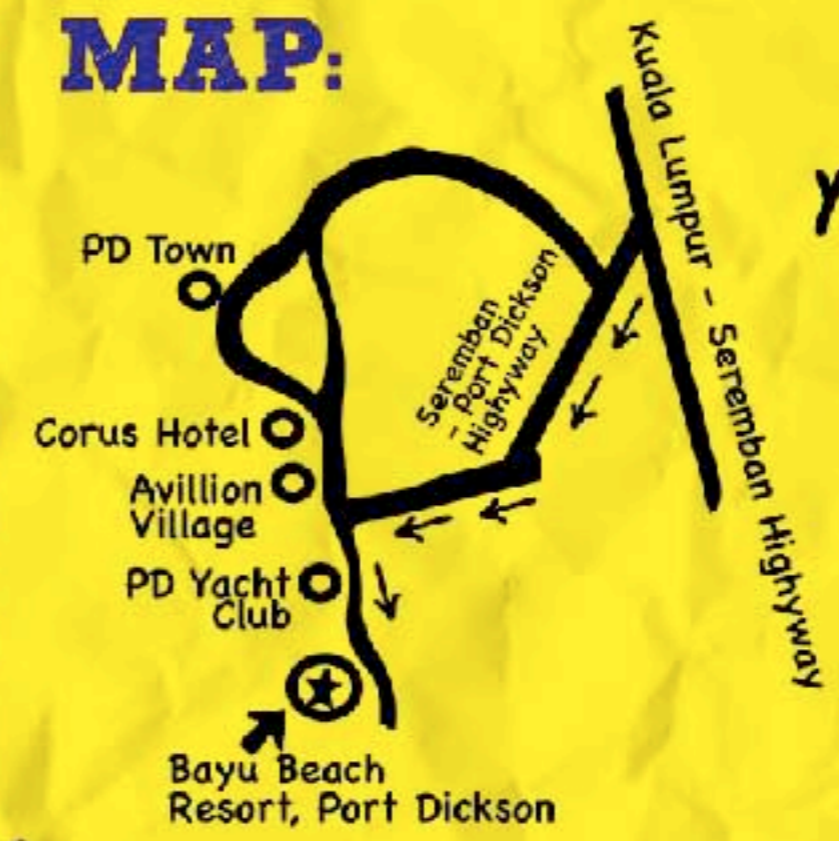 MAP:
Kuala Lumpur - Seremban Highyway
y
PD Town
Seremban
- Port Dickson
Highyway
Corus Hotel
Avillion
Village
PD Yacht
Club
Bayu Beach
Resort, Port Dickson